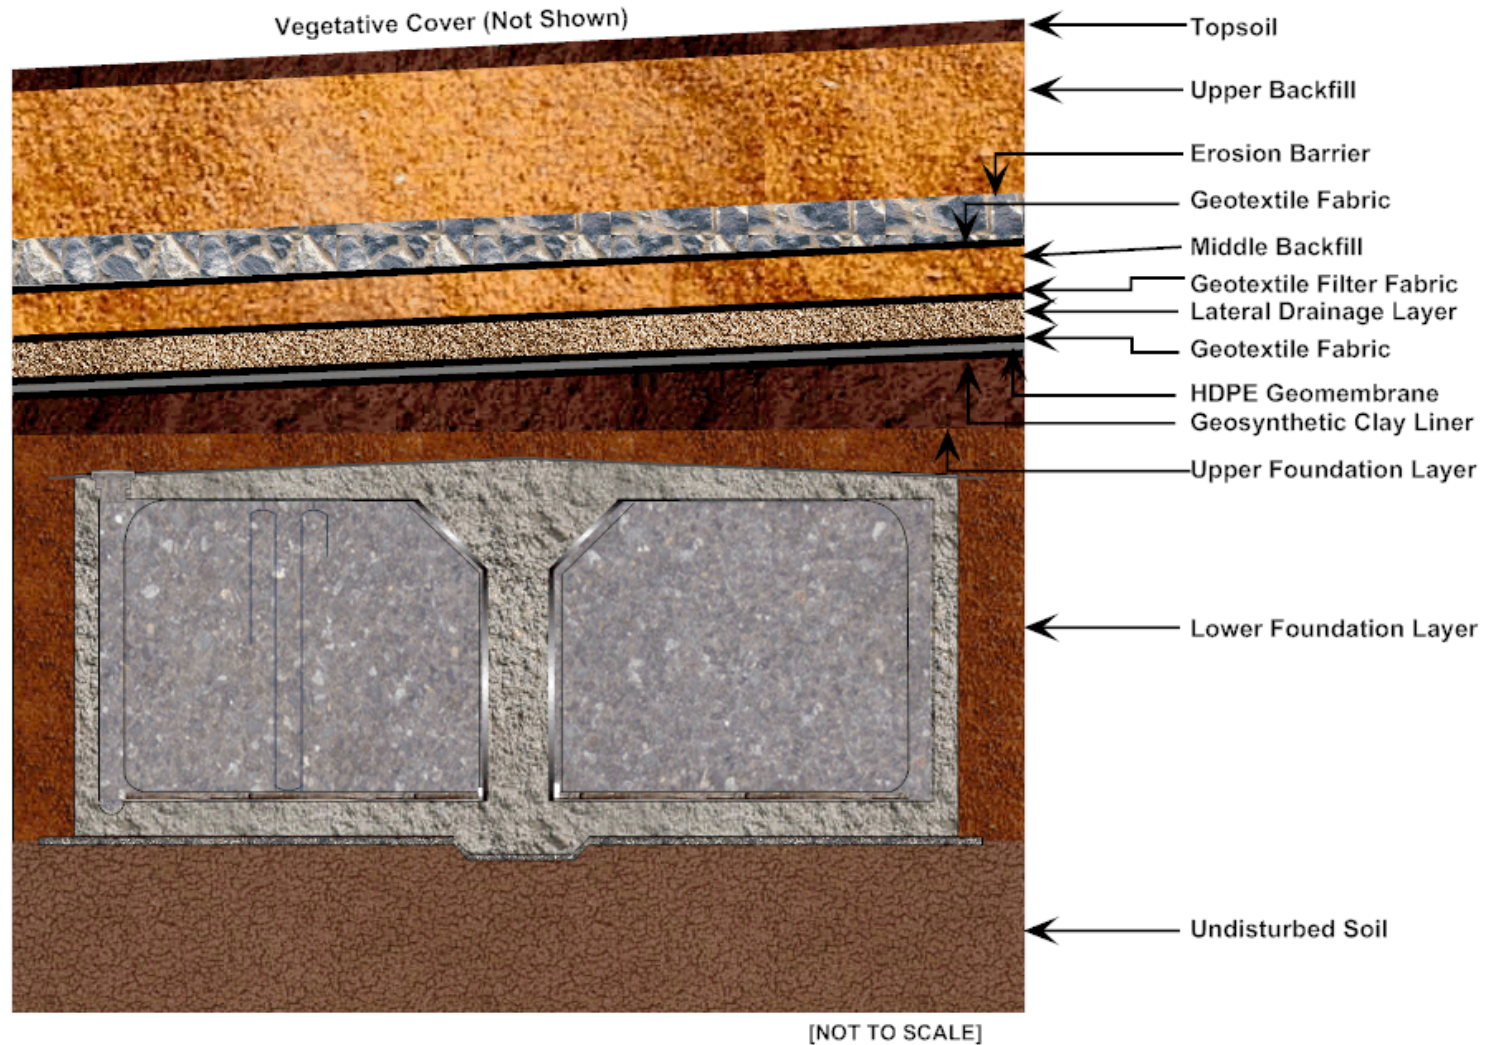 Vegetative Cover (Not Shown)
Topsoil
Upper Backfill
Erosion Barrier
Geotextile Fabric
Middle Backfill
Geotextile Filter Fabric
Lateral Drainage Layer
Geotextile Fabric
HDPE Geomembrane
Geosynthetic Clay Liner
Upper Foundation Layer
Lower Foundation Layer
Undisturbed Soil
[NOT TO SCALE]